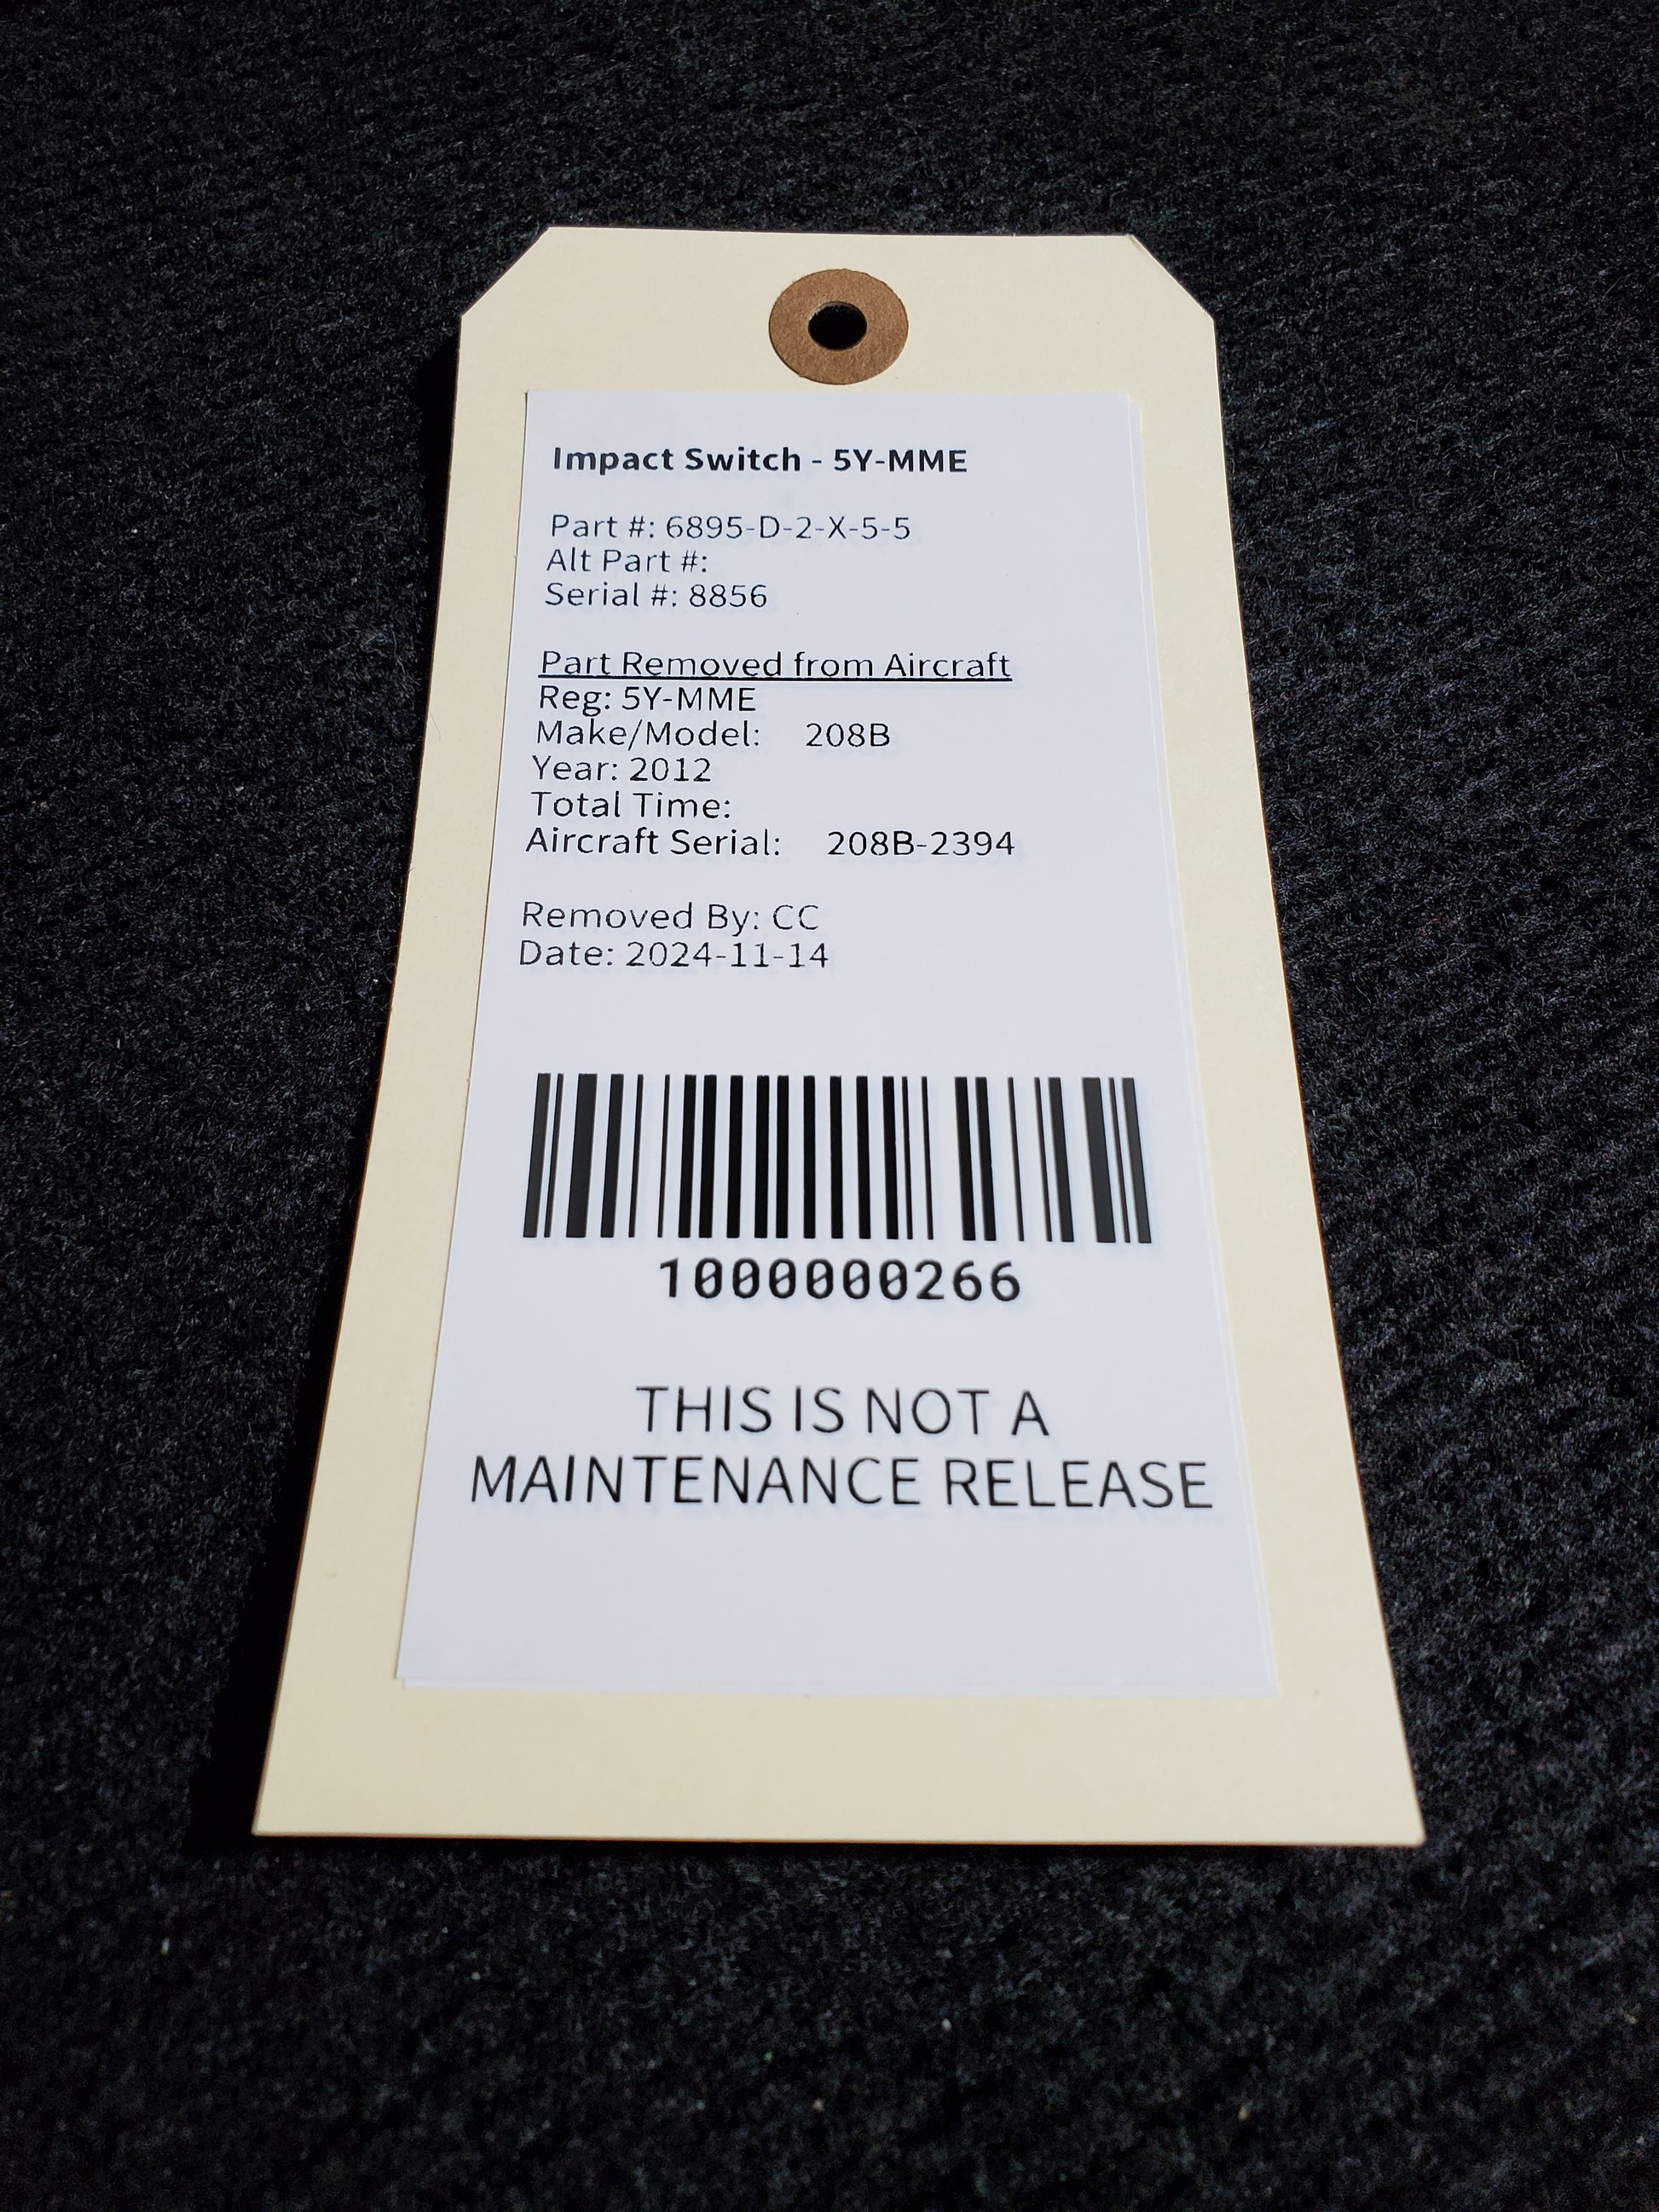 Impact Switch - 5Y-MME
Part #: 6895-D-2-X-5-5
Alt Part #:
Serial #: 8856
Part Removed from Aircraft
Reg: 5Y-MME
Make/Model: 208B
Year: 2012
Total Time:
Aircraft Serial: 208B-2394
Removed By: CC
Date: 2024-11-14
1000000266
THIS IS NOT A
MAINTENANCE RELEASE